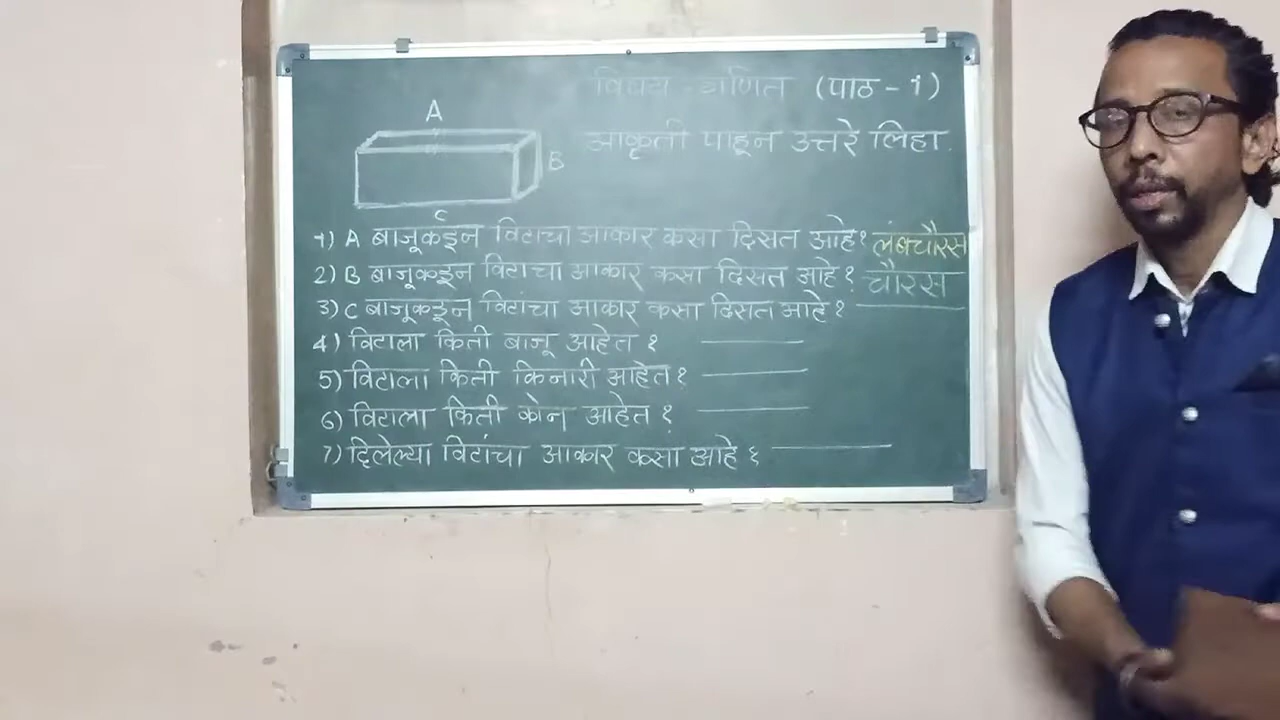 विषय - गणित (पाठ - 1)
आकृती पाहून उत्तरे लिहा.
A
B
C
1) A बाजूकडून विटाचा आकार कसा दिसत आहे? लंबचौरस
2) B बाजूकडून विटाचा आकार कसा दिसत आहे? चौरस
3) C बाजूकडून विटांचा आकार कसा दिसत आहे?
4) विटाला किती बाजू आहेत ?
5) विटाला किती किनारी आहेत ?
6) विटाला किती कोन आहेत ?
7) दिलेल्या विटांचा आकार कसा आहे ?